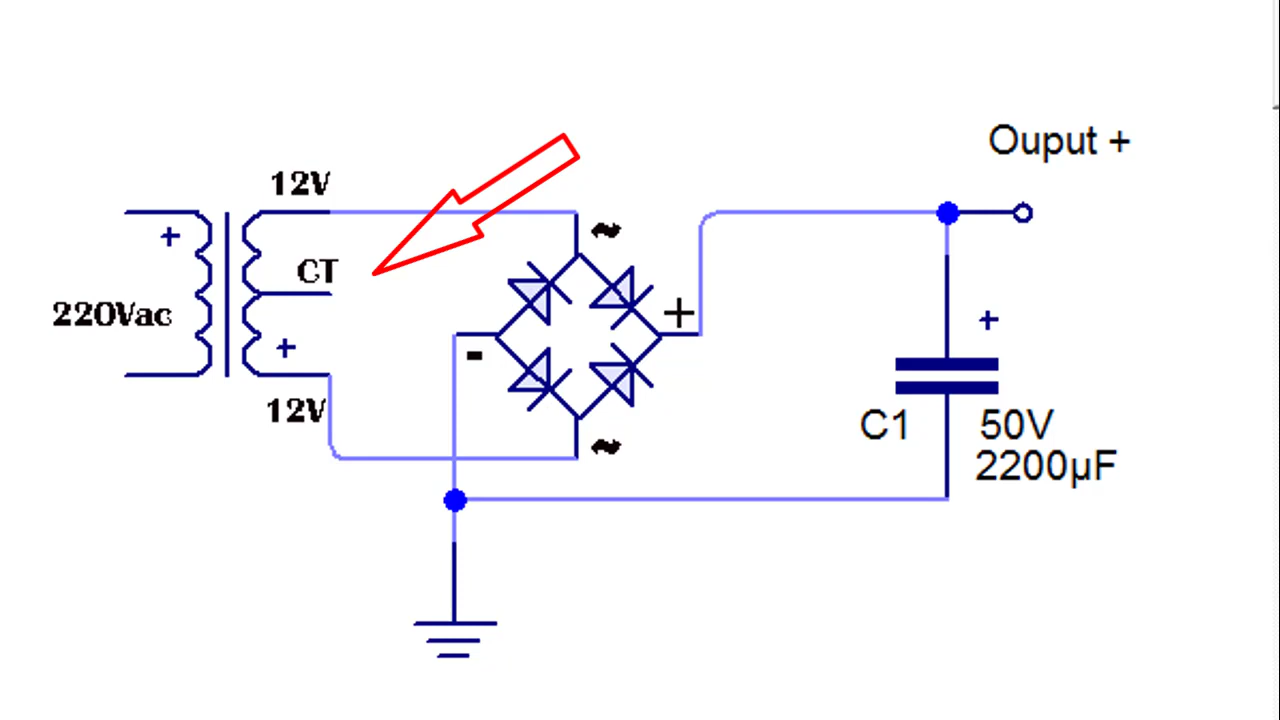 Ouput +
12V
~
+
CT
220Vac
+
+
-
+
12V
C1
50V
2200µF
~